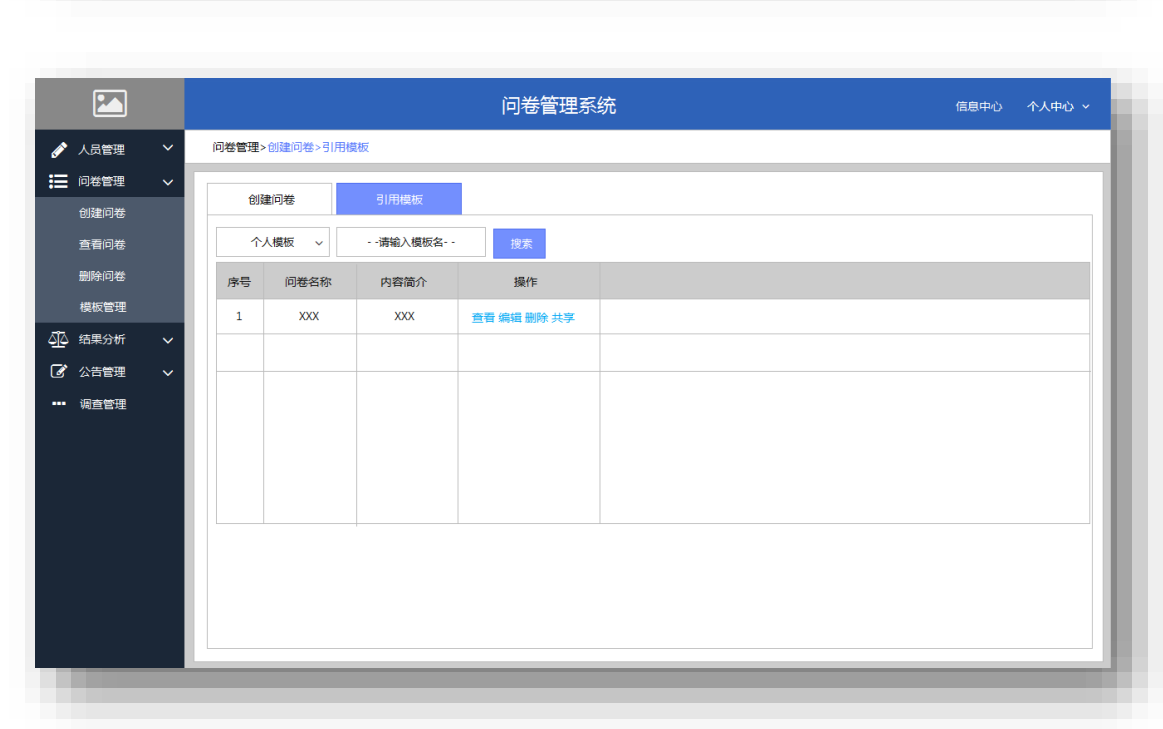 问卷管理系统
信息中心 个人中心
人员管理
问卷管理>创建问卷>引用模板
问卷管理
创建问卷
查看问卷
删除问卷
模板管理
结果分析
公告管理
调查管理
创建问卷 引用模板
个人模板 - -请输入模板名- - 搜索
序号 问卷名称 内容简介 操作
1 XXX XXX 查看 编辑 删除 共享